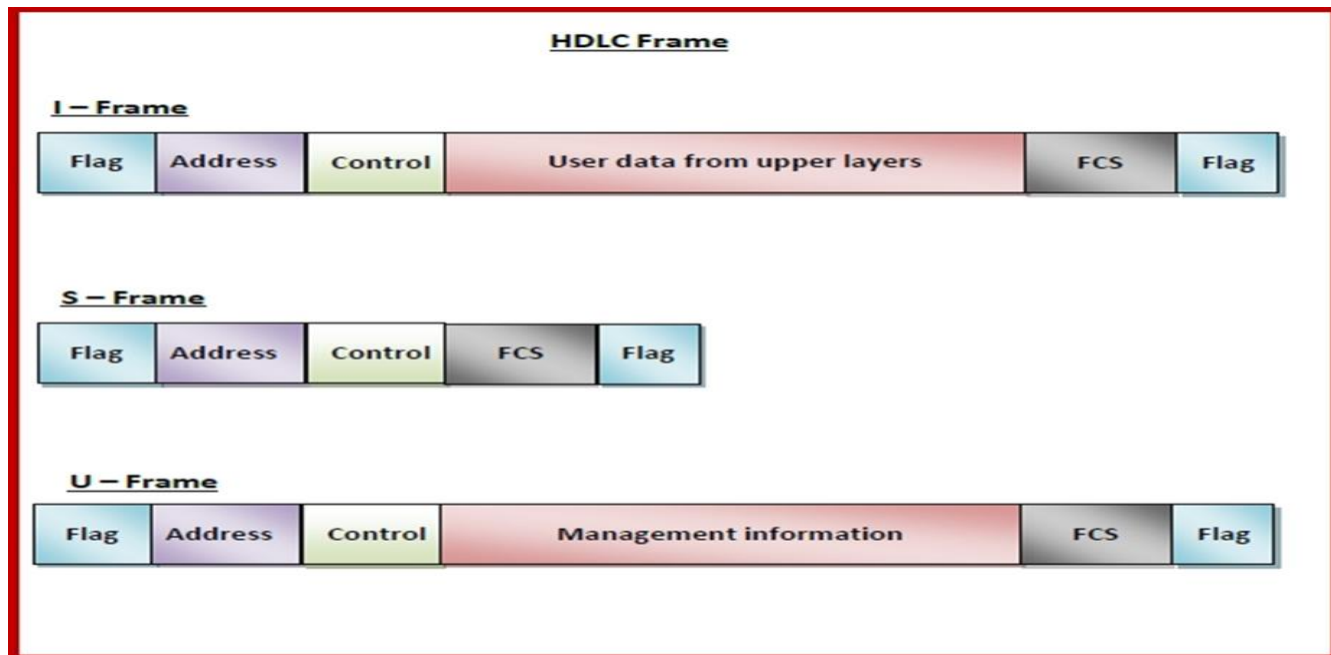 HDLC Frame
I – Frame
Flag Address Control User data from upper layers FCS Flag
S – Frame
Flag Address Control FCS Flag
U – Frame
Flag Address Control Management information FCS Flag